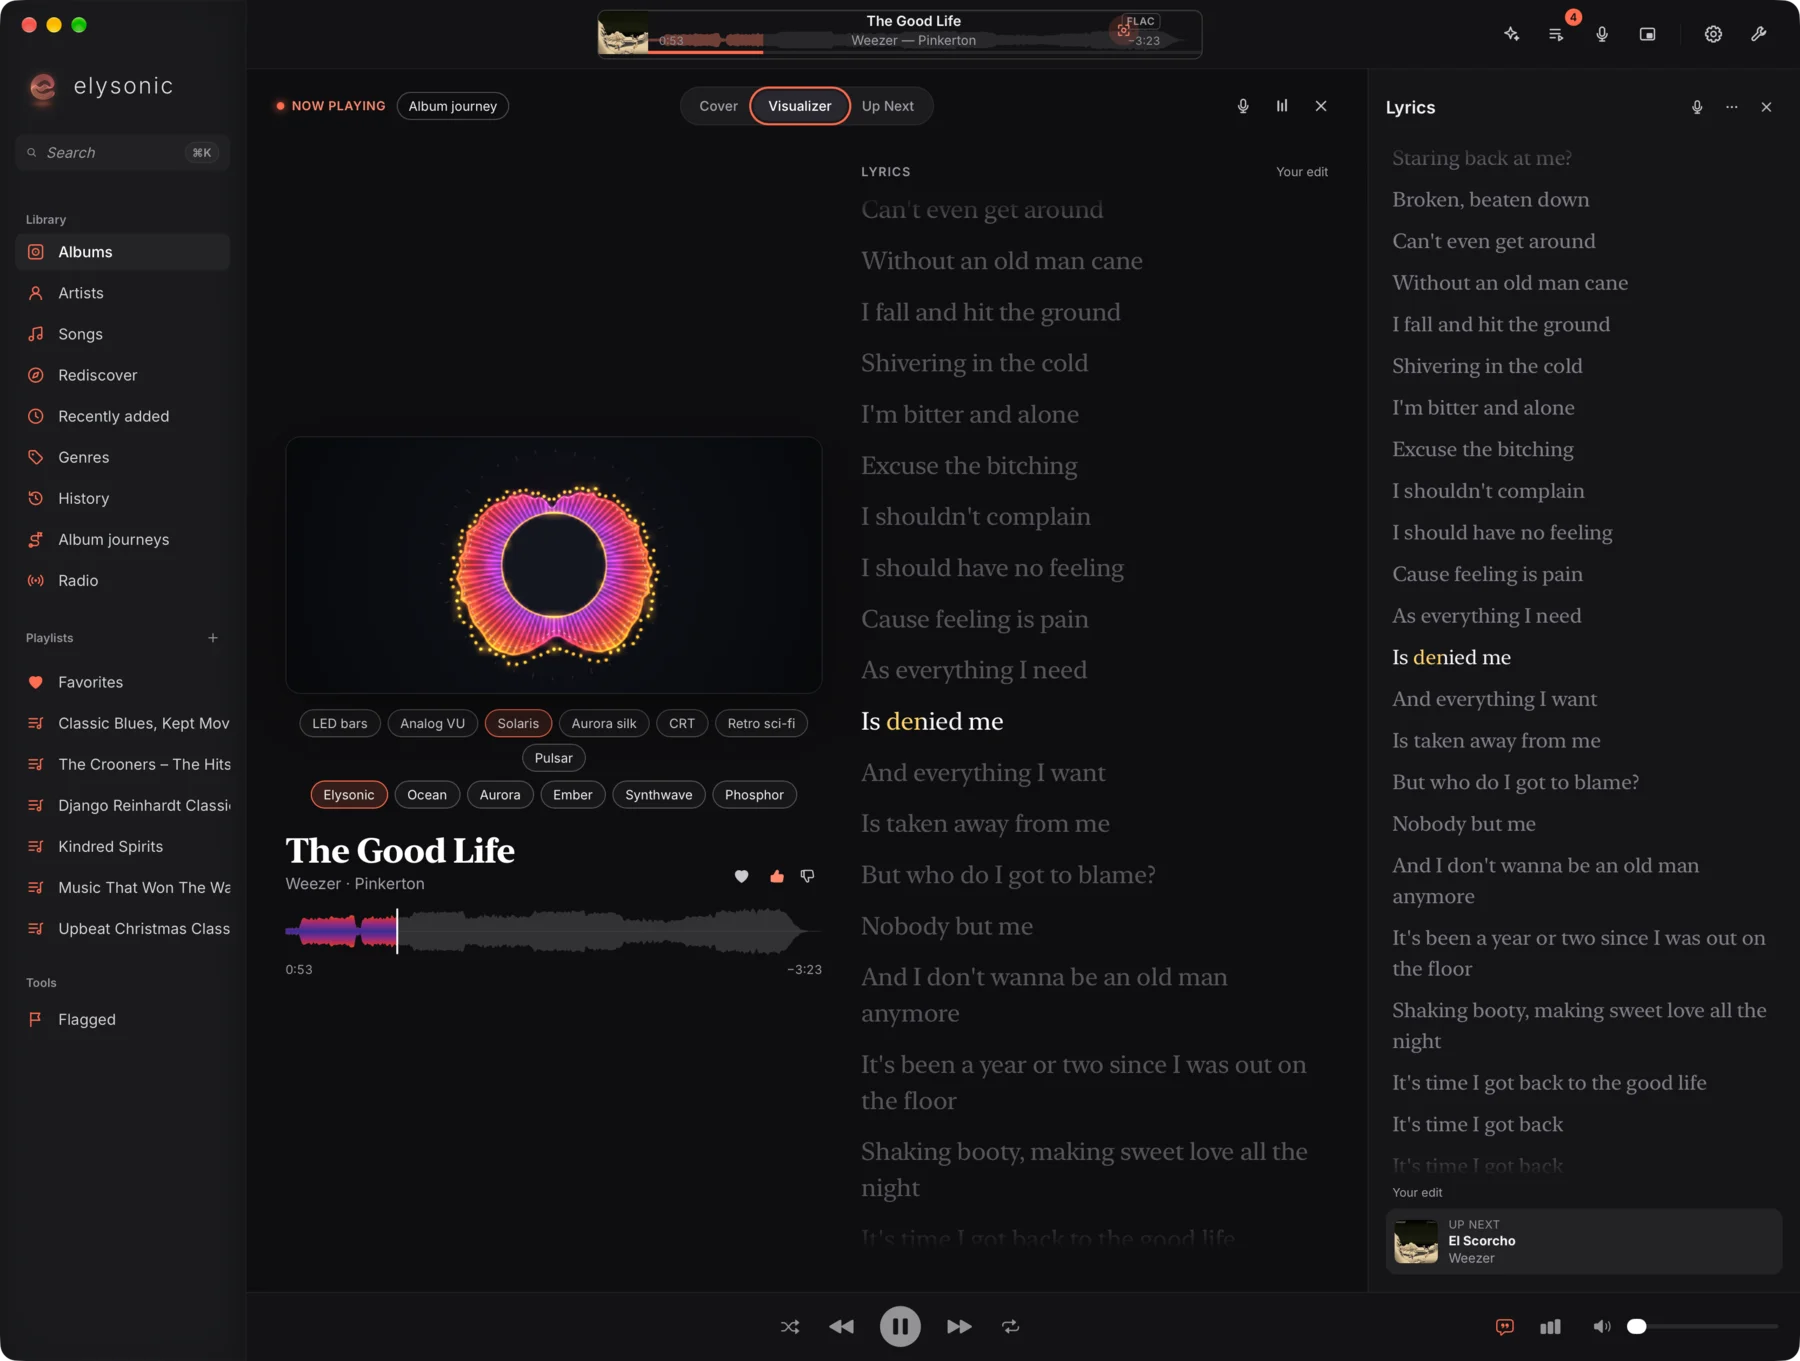 The Good Life
FLAC
0:53
Weezer — Pinkerton
−3:23
4
elysonic
Search
⌘K
Library
Albums
Artists
Songs
Rediscover
Recently added
Genres
History
Album journeys
Radio
Playlists
Favorites
Classic Blues, Kept Mov
The Crooners – The Hits
Django Reinhardt Classi
Kindred Spirits
Music That Won The Wa
Upbeat Christmas Class
Tools
Flagged
NOW PLAYING
Album journey
Cover
Visualizer
Up Next
LED bars
Analog VU
Solaris
Aurora silk
CRT
Retro sci-fi
Pulsar
Elysonic
Ocean
Aurora
Ember
Synthwave
Phosphor
The Good Life
Weezer · Pinkerton
0:53
−3:23
LYRICS
Your edit
Can't even get around
Without an old man cane
I fall and hit the ground
Shivering in the cold
I'm bitter and alone
Excuse the bitching
I shouldn't complain
I should have no feeling
Cause feeling is pain
As everything I need
Is denied me
And everything I want
Is taken away from me
But who do I got to blame?
Nobody but me
And I don't wanna be an old man
anymore
It's been a year or two since I was out on
the floor
Shaking booty, making sweet love all the
night
It's time I got back to the good life
Lyrics
Staring back at me?
Broken, beaten down
Can't even get around
Without an old man cane
I fall and hit the ground
Shivering in the cold
I'm bitter and alone
Excuse the bitching
I shouldn't complain
I should have no feeling
Cause feeling is pain
As everything I need
Is denied me
And everything I want
Is taken away from me
But who do I got to blame?
Nobody but me
And I don't wanna be an old man
anymore
It's been a year or two since I was out on
the floor
Shaking booty, making sweet love all the
night
It's time I got back to the good life
It's time I got back
It's time I got back
Your edit
UP NEXT
El Scorcho
Weezer